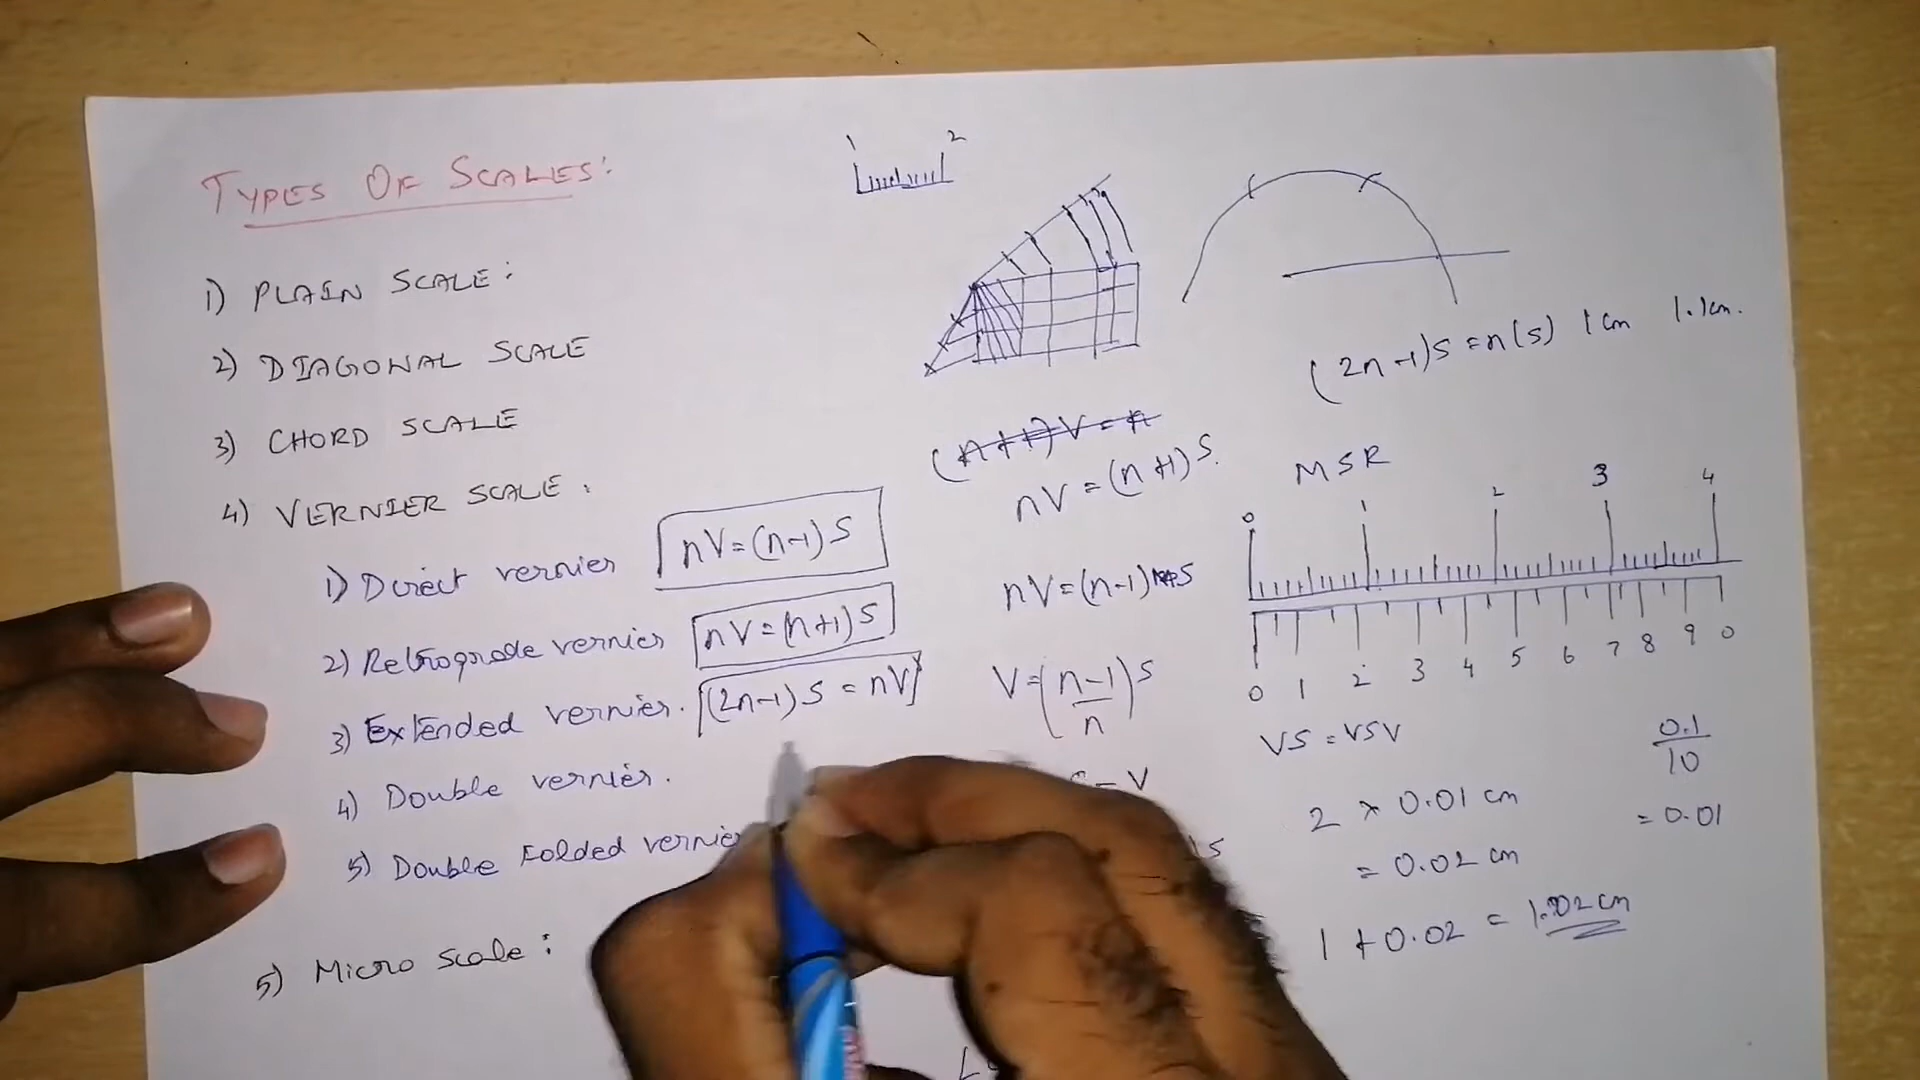 TYPES OF SCALES:
1) PLAIN SCALE:
2) DIAGONAL SCALE
3) CHORD SCALE
4) VERNIER SCALE:
1) Direct vernier nV=(n-1)S
2) Retrograde vernier nV=(n+1)S
3) Extended vernier. (2n-1)S = nV
4) Double vernier.
5) Double Folded vernier
5) Micro scale:
1 2
(n+1)V = n
nV=(n+1)S.
nV=(n-1)S
V=(n-1/n)S
- V
S
L
(2n-1)S=n(S) 1cm 1.1cm.
MSR
0 1 2 3 4
0 1 2 3 4 5 6 7 8 9 0
VS = VSV
2 × 0.01 cm
= 0.02 cm
1 + 0.02 = 1.02 cm
0.1
10
= 0.01